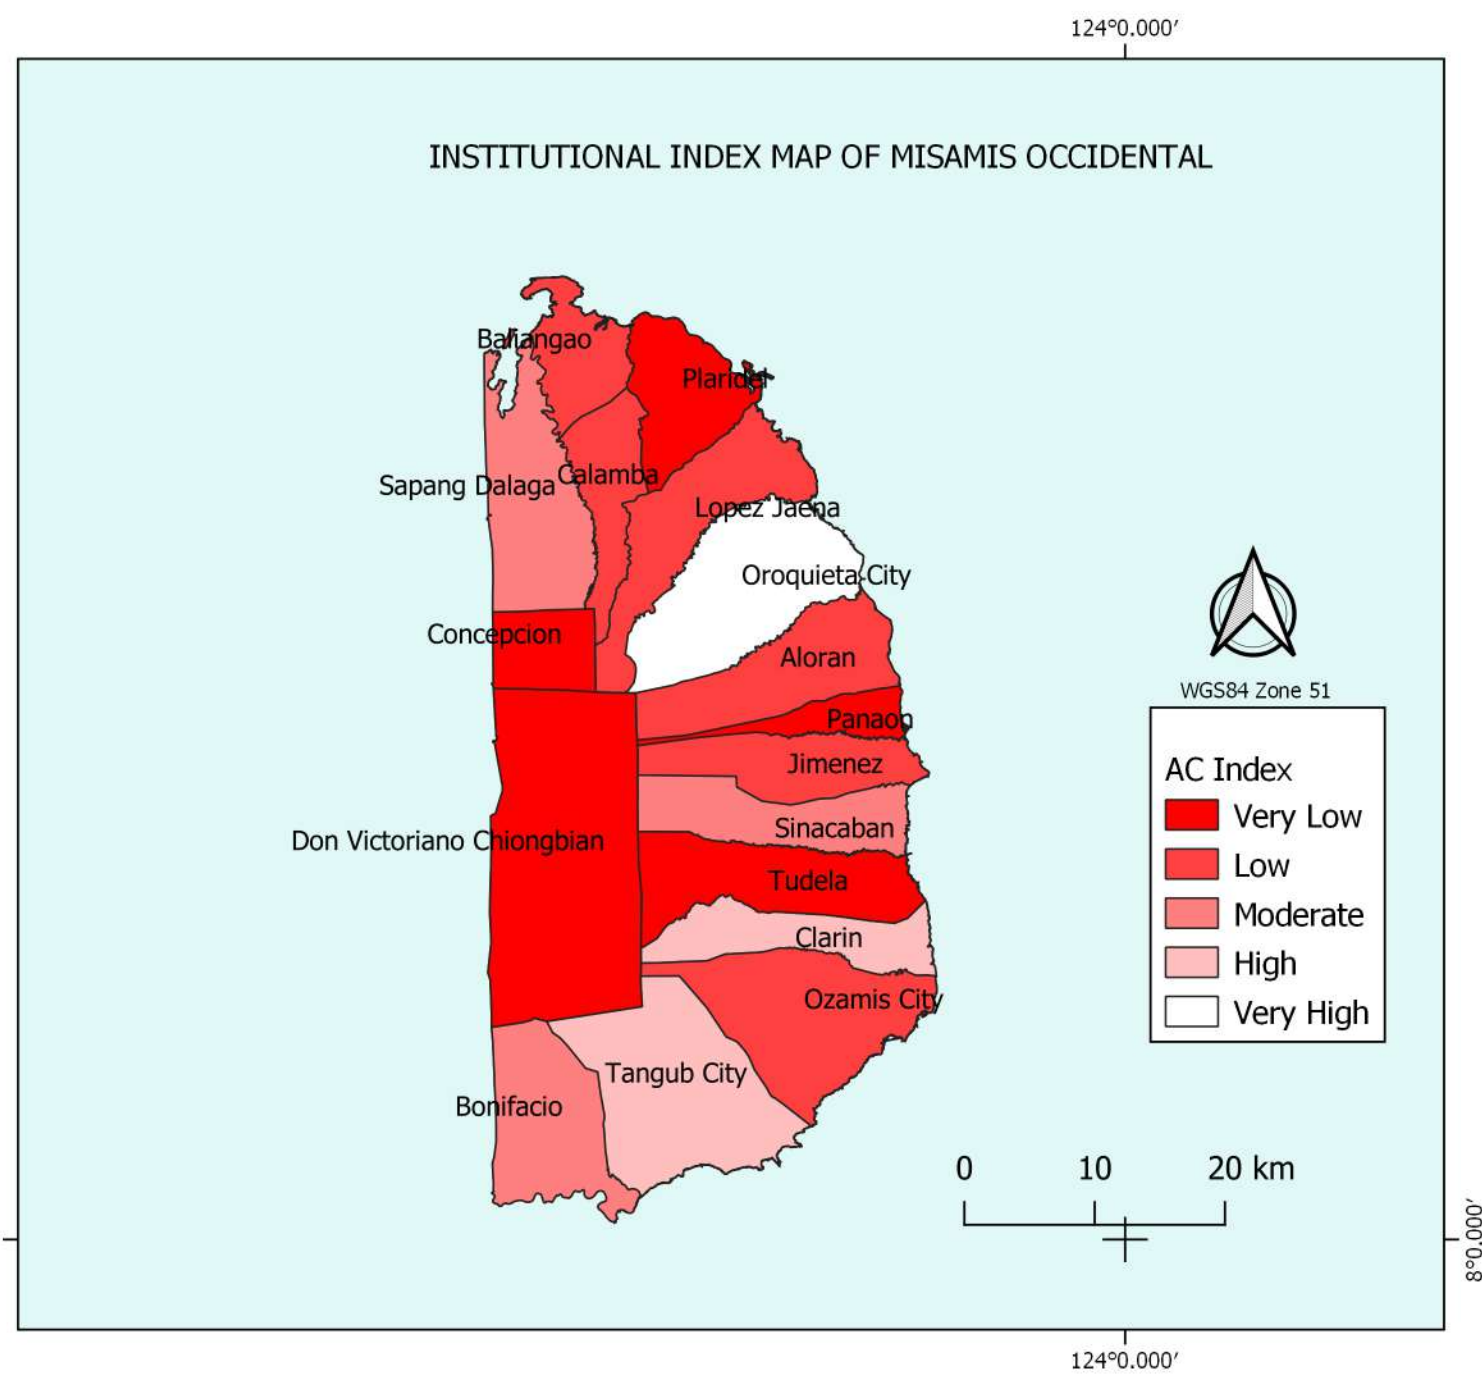 124°0.000′
INSTITUTIONAL INDEX MAP OF MISAMIS OCCIDENTAL
Baliangao
Plaridel
Calamba
Sapang Dalaga
Lopez Jaena
Oroquieta City
Concepcion
Aloran
Panaon
Jimenez
Sinacaban
Don Victoriano Chiongbian
Tudela
Clarin
Ozamis City
Tangub City
Bonifacio
WGS84 Zone 51
AC Index
Very Low
Low
Moderate
High
Very High
0 10 20 km
8°0.000′
124°0.000′